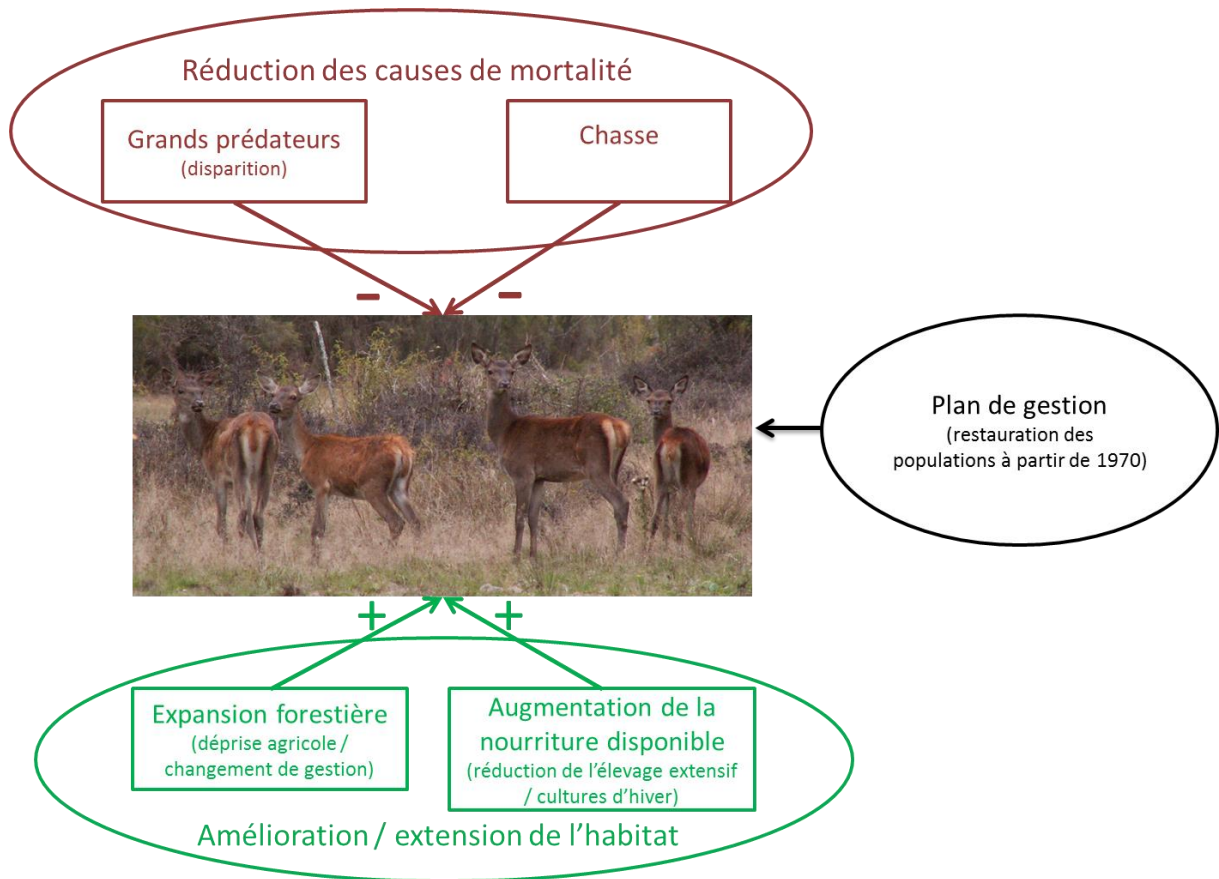 Réduction des causes de mortalité
Grands prédateurs
(disparition)
Chasse
-
-
Plan de gestion
(restauration des
populations à partir de 1970)
+
+
Expansion forestière
(déprise agricole /
changement de gestion)
Augmentation de la
nourriture disponible
(réduction de l’élevage extensif
/ cultures d’hiver)
Amélioration / extension de l’habitat